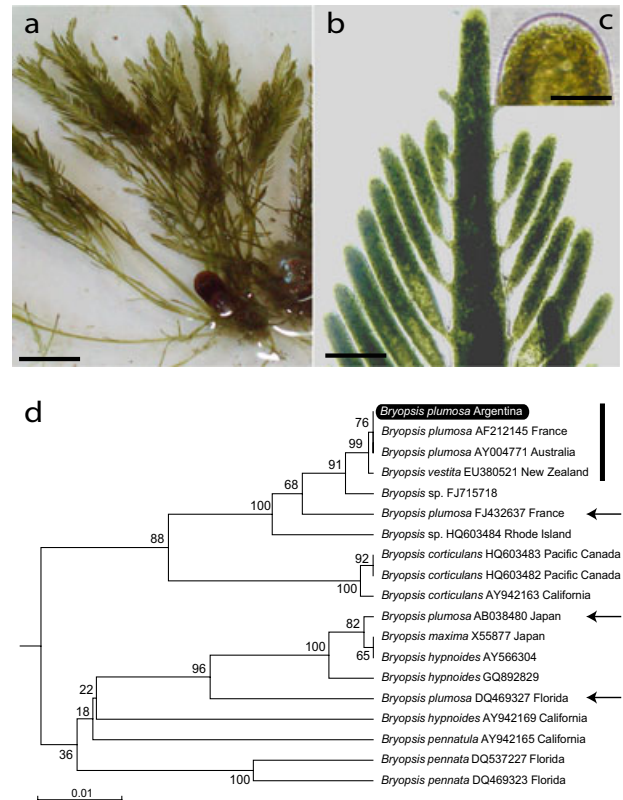 a
b
c
d
Bryopsis plumosa Argentina
76
Bryopsis plumosa AF212145 France
99
Bryopsis plumosa AY004771 Australia
91
Bryopsis vestita EU380521 New Zealand
68
Bryopsis sp. FJ715718
100
Bryopsis plumosa FJ432637 France
88
Bryopsis sp. HQ603484 Rhode Island
92
Bryopsis corticulans HQ603483 Pacific Canada
Bryopsis corticulans HQ603482 Pacific Canada
100
Bryopsis corticulans AY942163 California
82
Bryopsis plumosa AB038480 Japan
100
Bryopsis maxima X55877 Japan
65
Bryopsis hypnoides AY566304
96
Bryopsis hypnoides GQ892829
22
Bryopsis plumosa DQ469327 Florida
18
Bryopsis hypnoides AY942169 California
36
Bryopsis pennatula AY942165 California
Bryopsis pennata DQ537227 Florida
100
Bryopsis pennata DQ469323 Florida
0.01